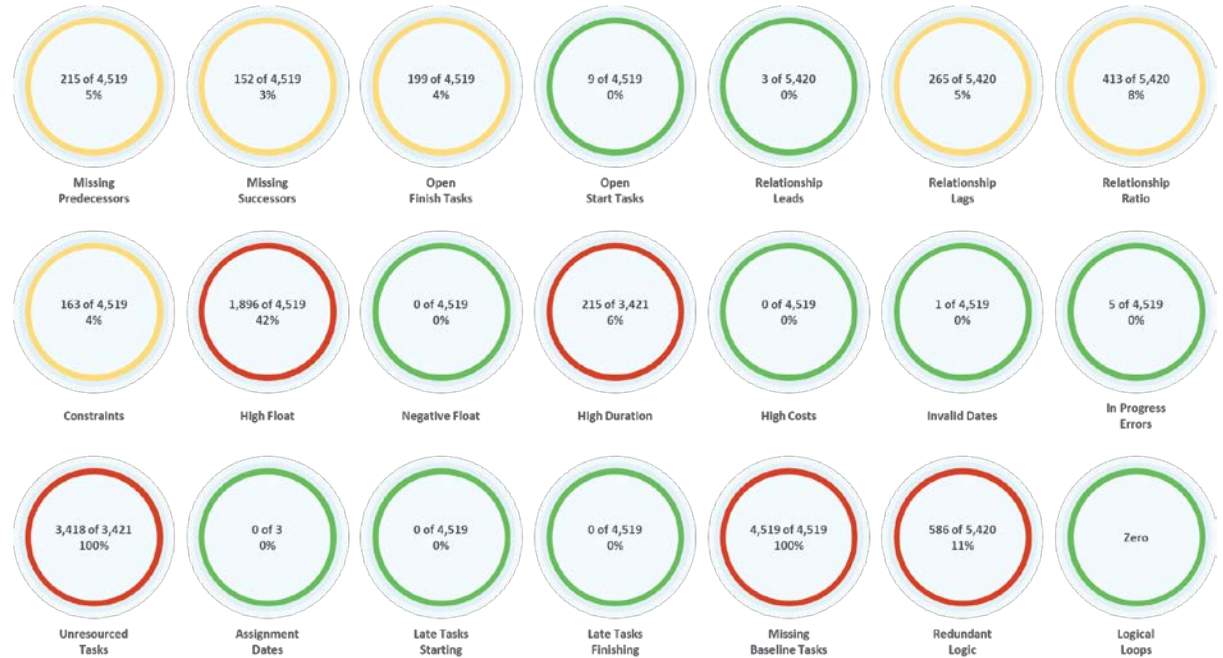 215 of 4,519
5%
Missing
Predecessors
152 of 4,519
3%
Missing
Successors
199 of 4,519
4%
Open
Finish Tasks
9 of 4,519
0%
Open
Start Tasks
3 of 5,420
0%
Relationship
Leads
265 of 5,420
5%
Relationship
Lags
413 of 5,420
8%
Relationship
Ratio
163 of 4,519
4%
Constraints
1,896 of 4,519
42%
High Float
0 of 4,519
0%
Negative Float
215 of 3,421
6%
High Duration
0 of 4,519
0%
High Costs
1 of 4,519
0%
Invalid Dates
5 of 4,519
0%
In Progress
Errors
3,418 of 3,421
100%
Unresourced
Tasks
0 of 3
0%
Assignment
Dates
0 of 4,519
0%
Late Tasks
Starting
0 of 4,519
0%
Late Tasks
Finishing
4,519 of 4,519
100%
Missing
Baseline Tasks
586 of 5,420
11%
Redundant
Logic
Zero
Logical
Loops